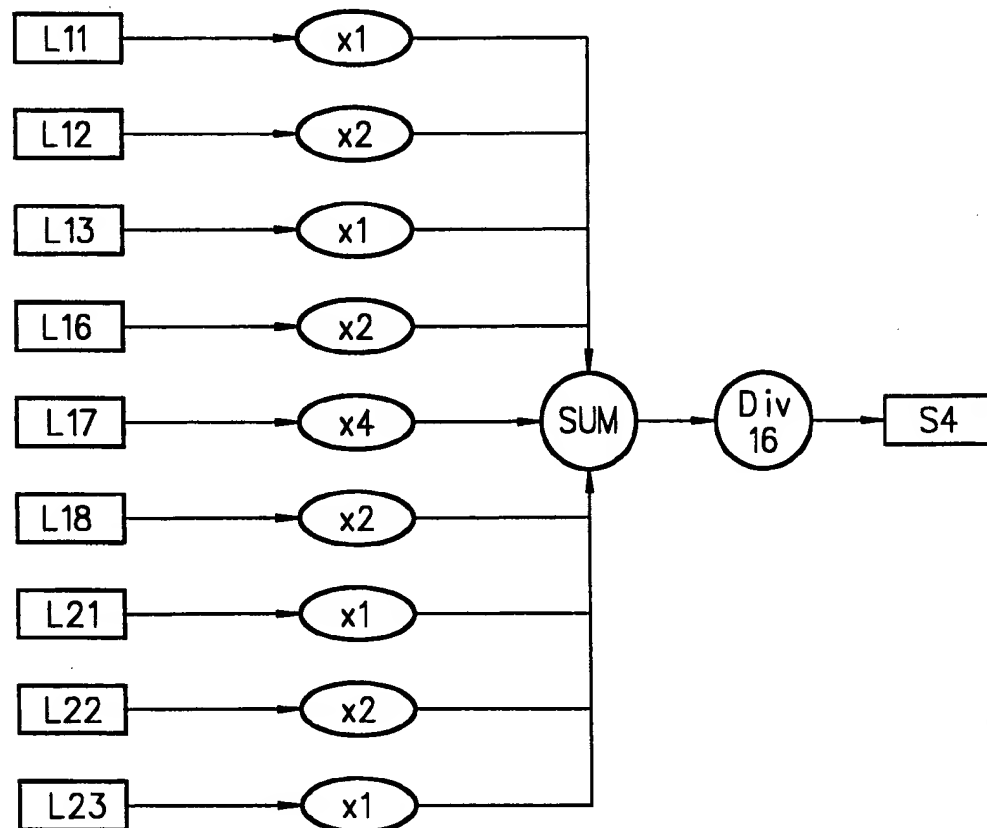 L11 x1
L12 x2
L13 x1
L16 x2
L17 x4 SUM Div 16 S4
L18 x2
L21 x1
L22 x2
L23 x1